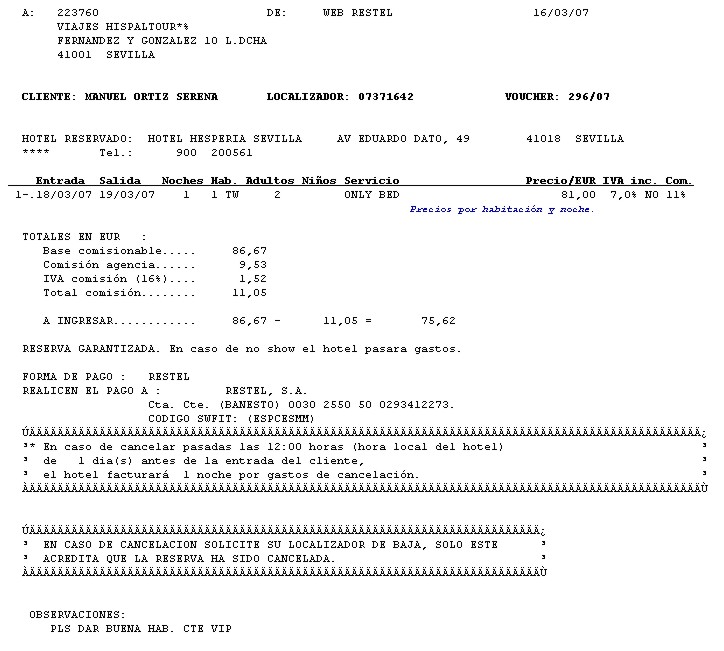 A: 223760 DE: WEB RESTEL 16/03/07
VIAJES HISPALTOUR*%
FERNANDEZ Y GONZALEZ 10 L.DCHA
41001 SEVILLA
CLIENTE: MANUEL ORTIZ SERENA LOCALIZADOR: 07371642 VOUCHER: 296/07
HOTEL RESERVADO: HOTEL HESPERIA SEVILLA AV EDUARDO DATO, 49 41018 SEVILLA
**** Tel.: 900 200561
Entrada Salida Noches Hab. Adultos Niños Servicio Precio/EUR IVA inc. Com.
1-.18/03/07 19/03/07 1 1 TW 2 ONLY BED 81,00 7,0% NO 11%
Precios por habitación y noche.
TOTALES EN EUR :
Base comisionable..... 86,67
Comisión agencia...... 9,53
IVA comisión (16%).... 1,52
Total comisión........ 11,05
A INGRESAR............ 86,67 - 11,05 = 75,62
RESERVA GARANTIZADA. En caso de no show el hotel pasara gastos.
FORMA DE PAGO : RESTEL
REALICEN EL PAGO A : RESTEL, S.A.
Cta. Cte. (BANESTO) 0030 2550 50 0293412273.
CODIGO SWFIT: (ESPCESMM)
³* En caso de cancelar pasadas las 12:00 horas (hora local del hotel) ³
³ de 1 dia(s) antes de la entrada del cliente, ³
³ el hotel facturará 1 noche por gastos de cancelación. ³
³ EN CASO DE CANCELACION SOLICITE SU LOCALIZADOR DE BAJA, SOLO ESTE ³
³ ACREDITA QUE LA RESERVA HA SIDO CANCELADA. ³
OBSERVACIONES:
PLS DAR BUENA HAB. CTE VIP